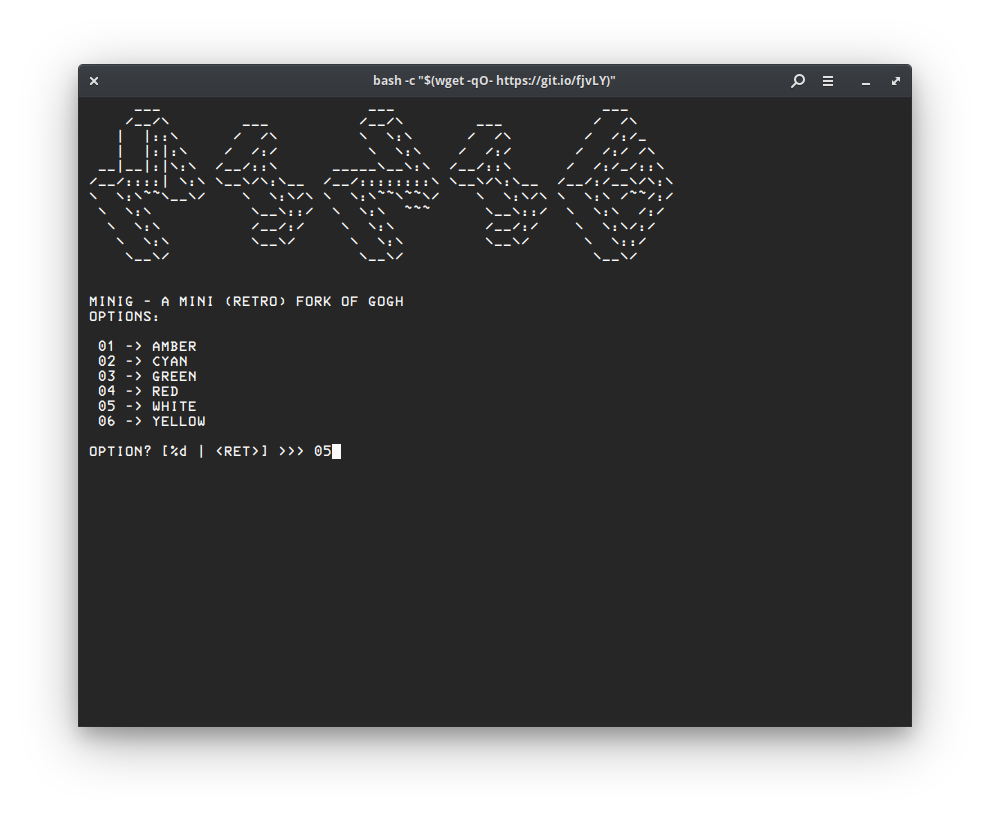 bash -c "$(wget -qO- https://git.io/fjvLY)"
MINIG - A MINI (RETRO) FORK OF GOGH
OPTIONS:
01 -> AMBER
02 -> CYAN
03 -> GREEN
04 -> RED
05 -> WHITE
06 -> YELLOW
OPTION? [%d | <RET>] >>> 05